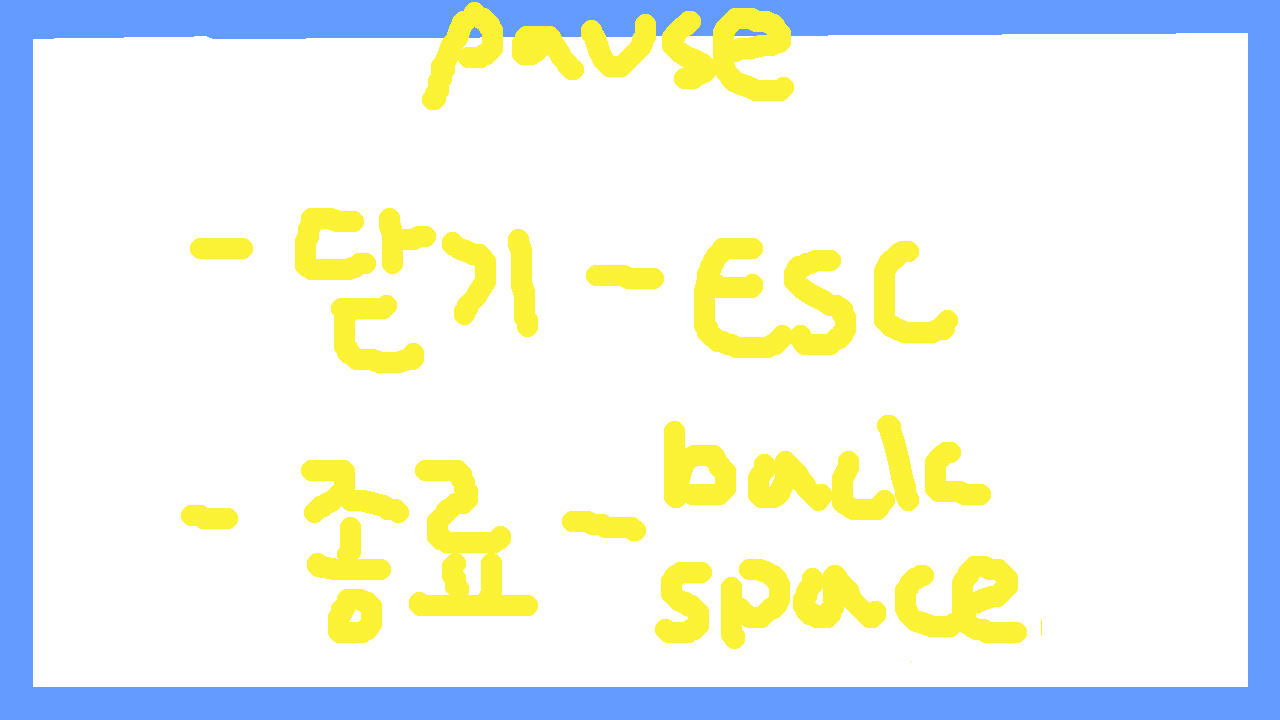 pause
- 닫기 - ESC
- 종료 - back
space